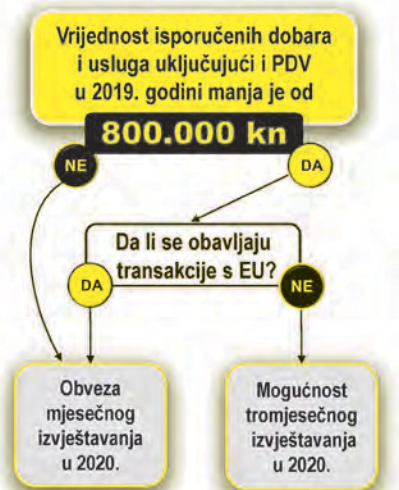 Vrijednost isporučenih dobara
i usluga uključujući i PDV
u 2019. godini manja je od
800.000 kn
NE
DA
Da li se obavljaju
transakcije s EU?
DA
NE
Obveza
mjesečnog
izvještavanja
u 2020.
Mogućnost
tromjesečnog
izvještavanja
u 2020.